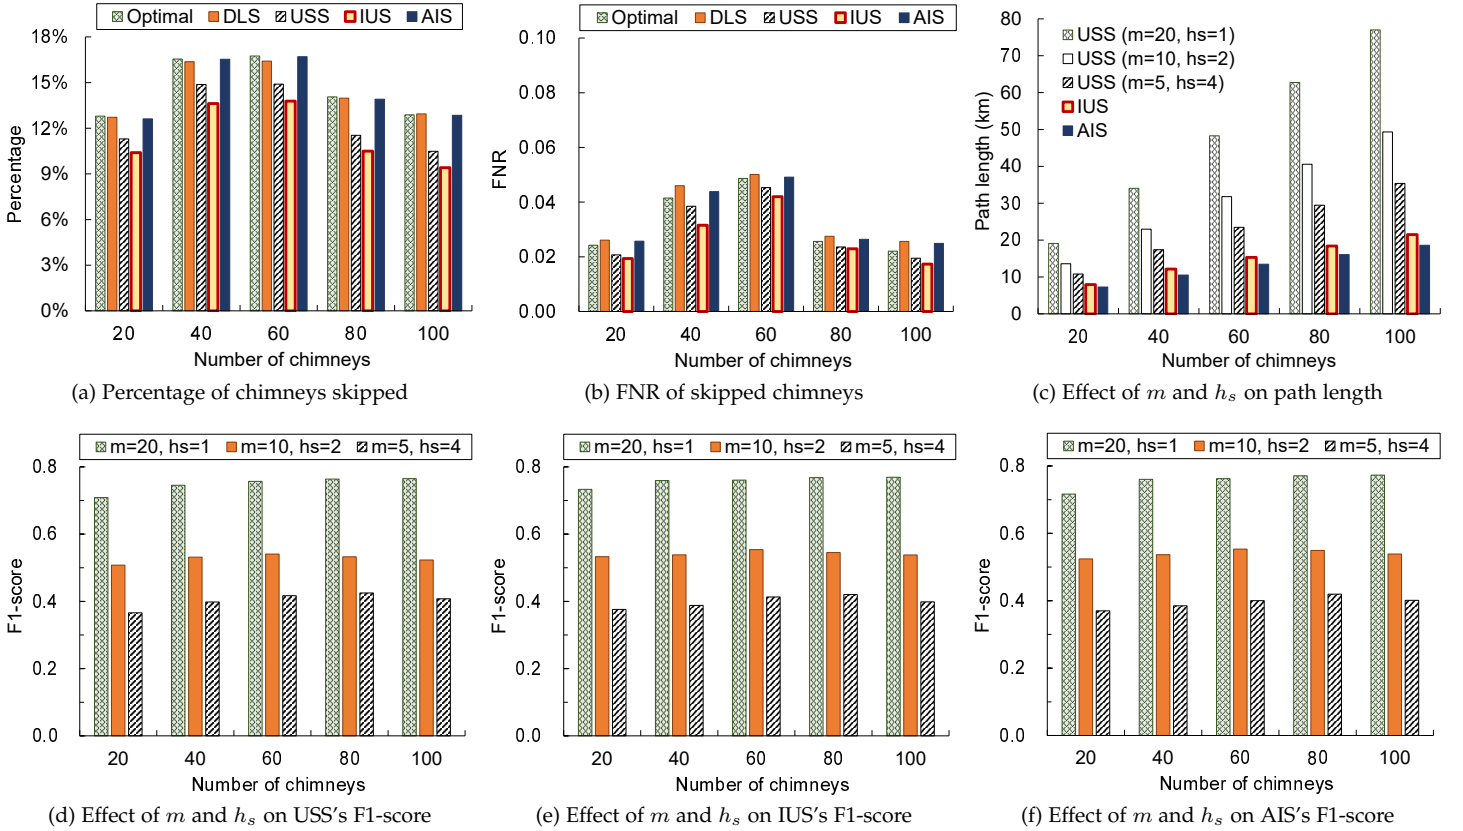 Optimal DLS USS IUS AIS
18%
15%
12%
9%
6%
3%
0%
Percentage
20 40 60 80 100
Number of chimneys
(a) Percentage of chimneys skipped
Optimal DLS USS IUS AIS
0.10
0.08
0.06
0.04
0.02
0.00
FNR
20 40 60 80 100
Number of chimneys
(b) FNR of skipped chimneys
80
70
60
50
40
30
20
10
0
Path length (km)
USS (m=20, hs=1)
USS (m=10, hs=2)
USS (m=5, hs=4)
IUS
AIS
20 40 60 80 100
Number of chimneys
(c) Effect of m and hs on path length
m=20, hs=1 m=10, hs=2 m=5, hs=4
0.8
0.6
0.4
0.2
0.0
F1-score
20 40 60 80 100
Number of chimneys
(d) Effect of m and hs on USS's F1-score
m=20, hs=1 m=10, hs=2 m=5, hs=4
0.8
0.6
0.4
0.2
0.0
F1-score
20 40 60 80 100
Number of chimneys
(e) Effect of m and hs on IUS's F1-score
m=20, hs=1 m=10, hs=2 m=5, hs=4
0.8
0.6
0.4
0.2
0.0
F1-score
20 40 60 80 100
Number of chimneys
(f) Effect of m and hs on AIS's F1-score